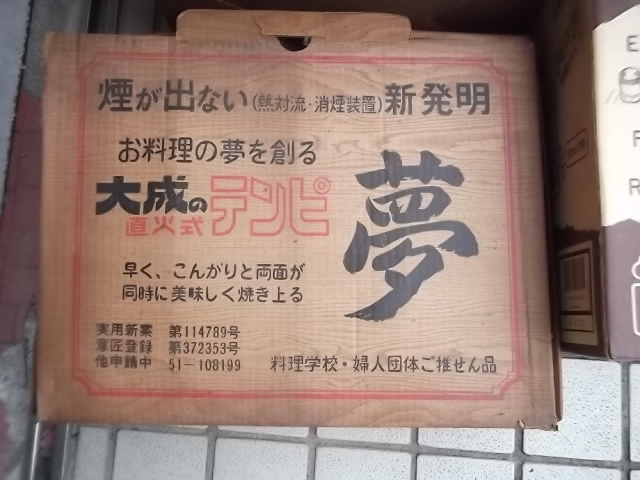 煙が出ない(熱対流・消煙装置)新発明
お料理の夢を創る
大成の
直火式テンピ
夢
早く、こんがりと両面が
同時に美味しく焼き上る
実用新案 第114789号
意匠登録 第372353号
他申請中 51-108199
料理学校・婦人団体ご推せん品
E
F
R